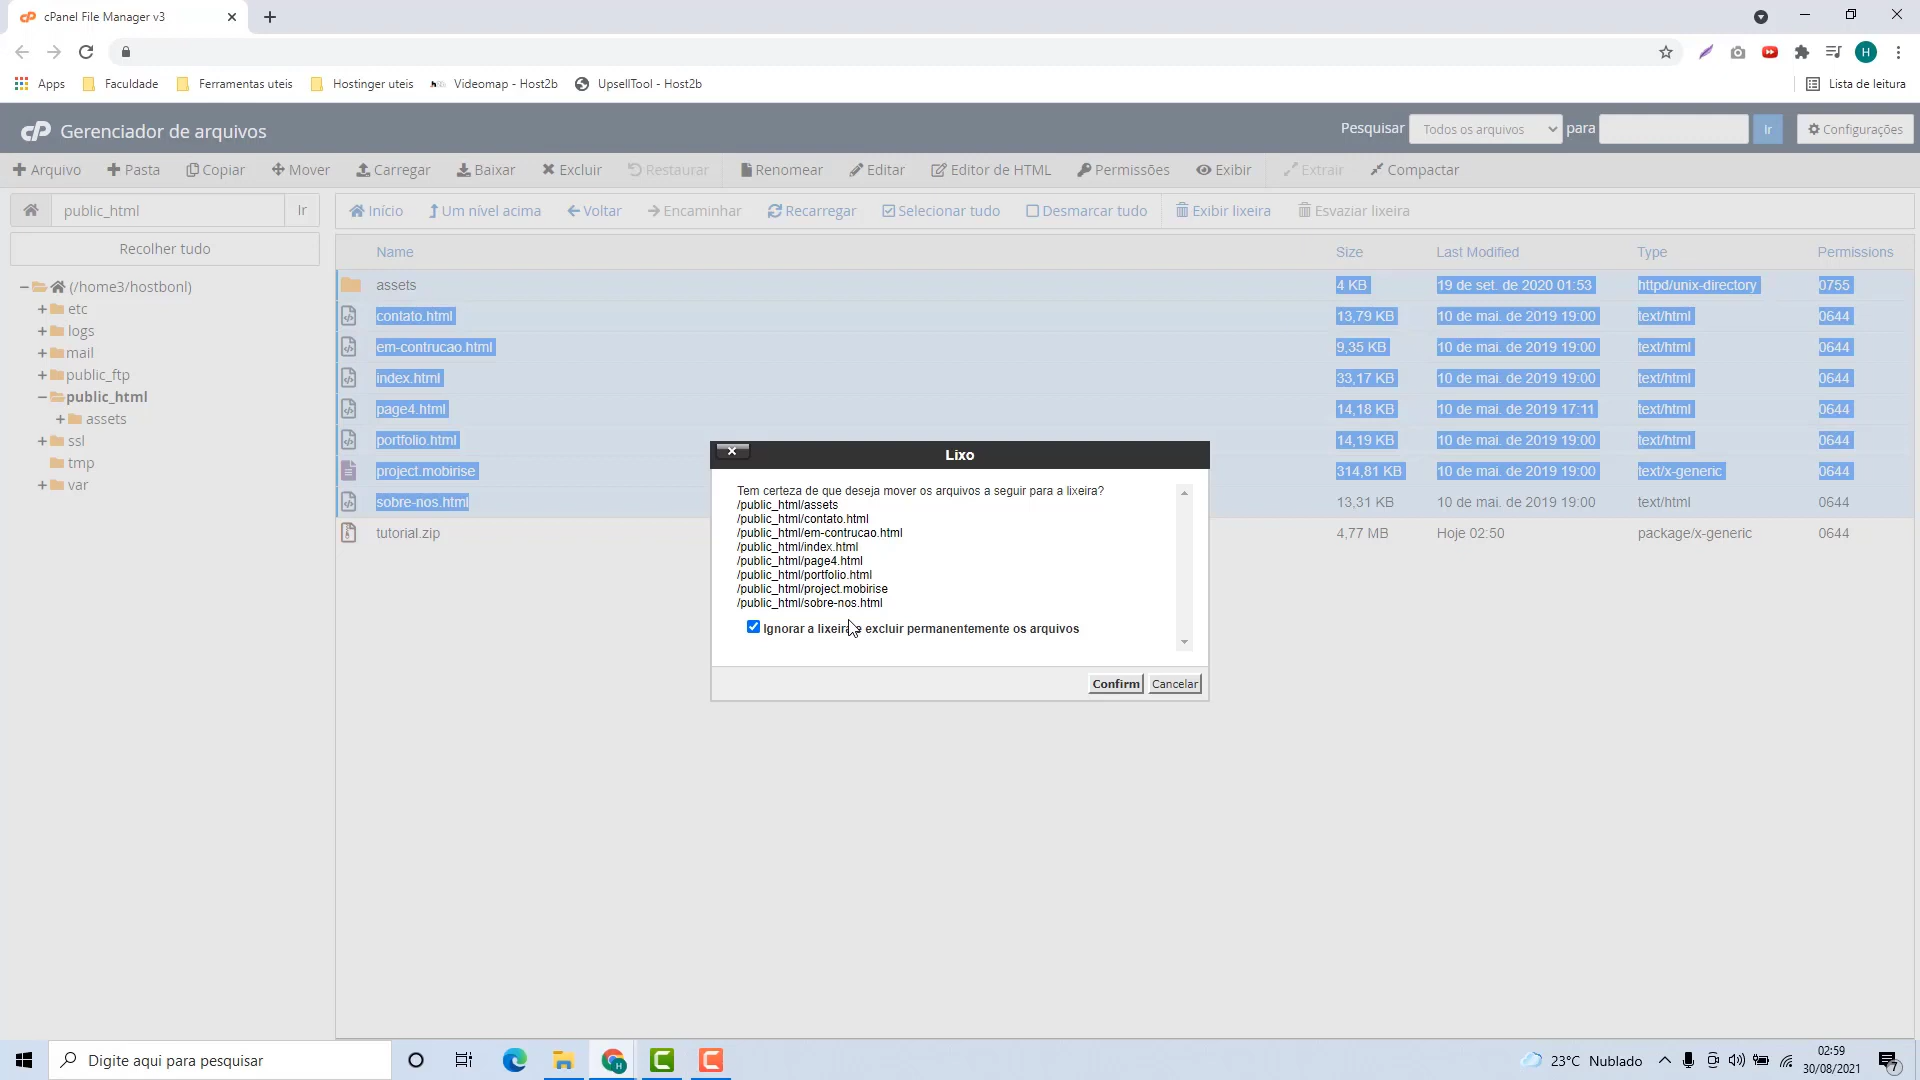 cPanel File Manager v3
H
Apps
Faculdade
Ferramentas uteis
Hostinger uteis
Videomap - Host2b
UpsellTool - Host2b
Lista de leitura
cP Gerenciador de arquivos
Pesquisar
Todos os arquivos
para
Ir
Configurações
Arquivo
Pasta
Copiar
Mover
Carregar
Baixar
Excluir
Restaurar
Renomear
Editar
Editor de HTML
Permissões
Exibir
Extrair
Compactar
public_html
Ir
Início
Um nível acima
Voltar
Encaminhar
Recarregar
Selecionar tudo
Desmarcar tudo
Exibir lixeira
Esvaziar lixeira
Recolher tudo
(/home3/hostbonl)
etc
logs
mail
public_ftp
public_html
assets
ssl
tmp
var
Name Size Last Modified Type Permissions
assets 4 KB 19 de set. de 2020 01:53 httpd/unix-directory 0755
contato.html 13,79 KB 10 de mai. de 2019 19:00 text/html 0644
em-contrucao.html 9,35 KB 10 de mai. de 2019 19:00 text/html 0644
index.html 33,17 KB 10 de mai. de 2019 19:00 text/html 0644
page4.html 14,18 KB 10 de mai. de 2019 17:11 text/html 0644
portfolio.html 14,19 KB 10 de mai. de 2019 19:00 text/html 0644
project.mobirise 314,81 KB 10 de mai. de 2019 19:00 text/x-generic 0644
sobre-nos.html 13,31 KB 10 de mai. de 2019 19:00 text/html 0644
tutorial.zip 4,77 MB Hoje 02:50 package/x-generic 0644
Lixo
Tem certeza de que deseja mover os arquivos a seguir para a lixeira?
/public_html/assets
/public_html/contato.html
/public_html/em-contrucao.html
/public_html/index.html
/public_html/page4.html
/public_html/portfolio.html
/public_html/project.mobirise
/public_html/sobre-nos.html
Ignorar a lixeira e excluir permanentemente os arquivos
Confirm
Cancelar
Digite aqui para pesquisar
23°C Nublado
02:59
30/08/2021
7